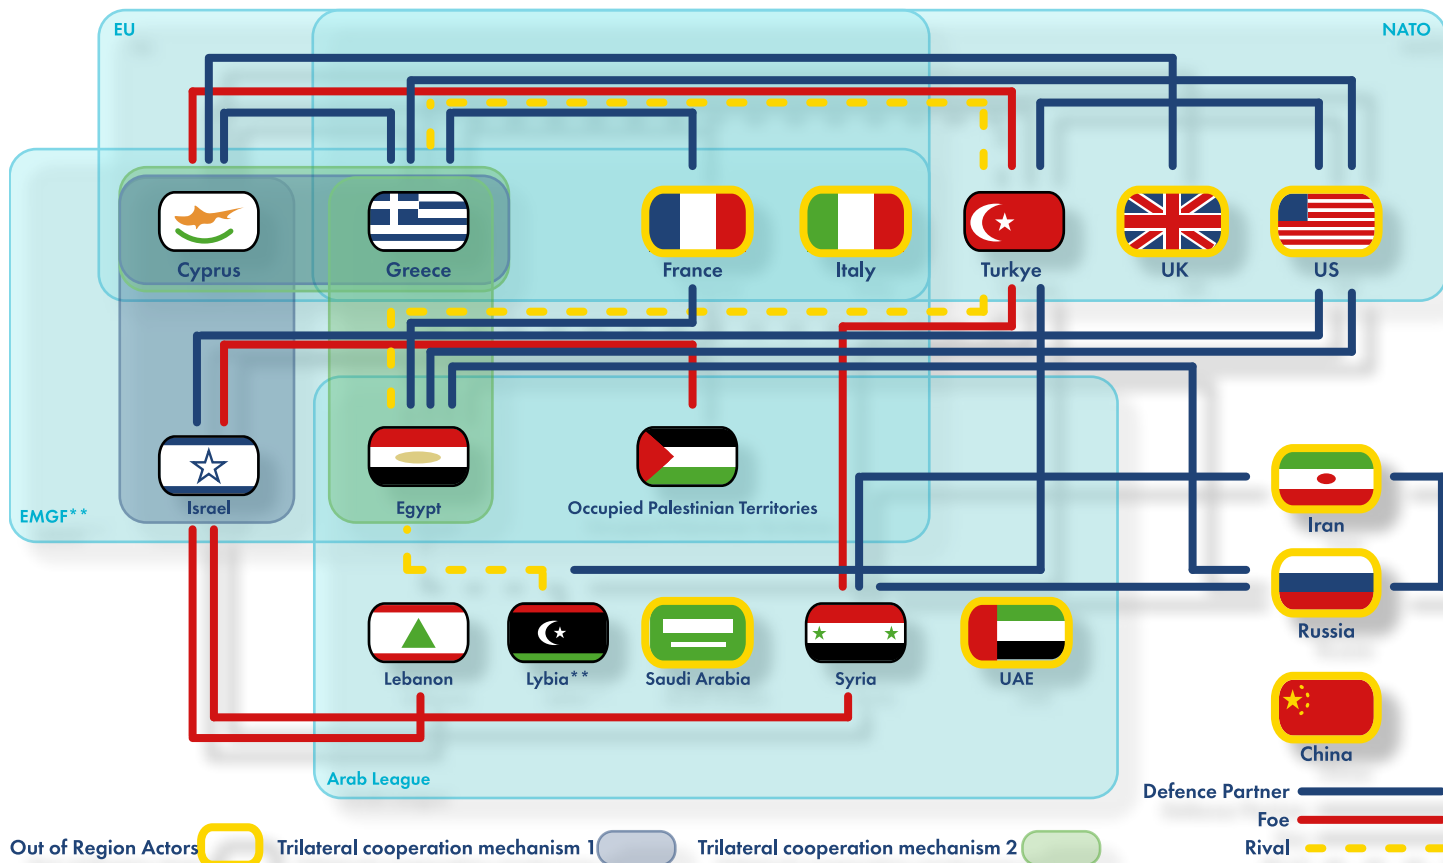 EU
NATO
Cyprus
Greece
France
Italy
Turkye
UK
US
EMGF**
Israel
Egypt
Occupied Palestinian Territories
Iran
Lebanon
Lybia**
Saudi Arabia
Syria
UAE
Russia
China
Arab League
Defence Partner
Foe
Rival
Out of Region Actors
Trilateral cooperation mechanism 1
Trilateral cooperation mechanism 2